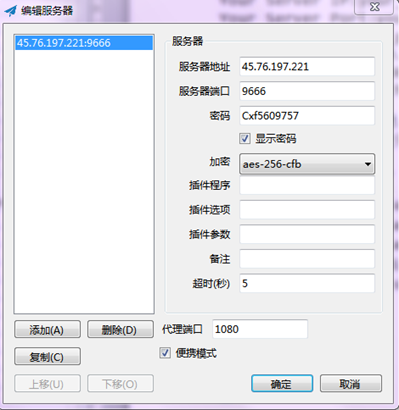 编辑服务器
45.76.197.221:9666
服务器
服务器地址 45.76.197.221
服务器端口 9666
密码 Cxf5609757
显示密码
加密 aes-256-cfb
插件程序
插件选项
插件参数
备注
超时(秒) 5
添加(A) 删除(D) 代理端口 1080
复制(C) 便携模式
上移(U) 下移(O) 确定 取消